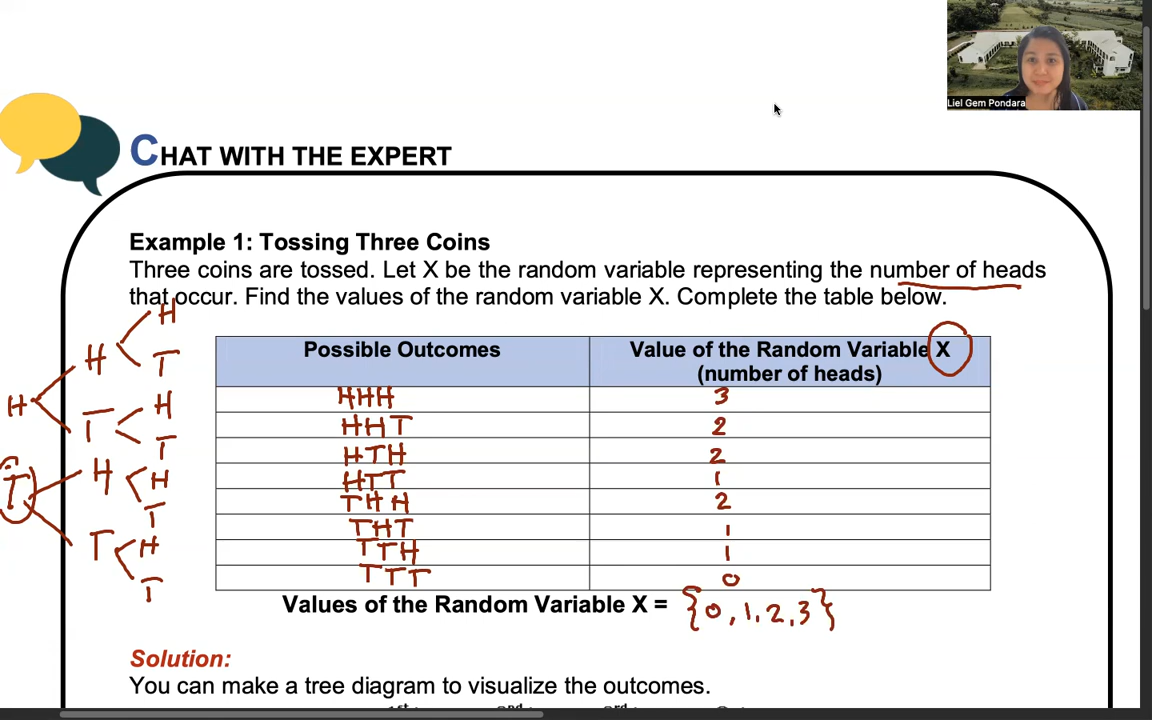 Liel Gem Pondara
CHAT WITH THE EXPERT
Example 1: Tossing Three Coins
Three coins are tossed. Let X be the random variable representing the number of heads
that occur. Find the values of the random variable X. Complete the table below.
Possible Outcomes
Value of the Random Variable X
(number of heads)
HHH 3
HHT 2
HTH 2
HTT 1
THH 2
THT 1
TTH 1
TTT 0
H
H
T
H
T
H
T
T
H
H
T
T
H
T
Values of the Random Variable X = {0, 1, 2, 3}
Solution:
You can make a tree diagram to visualize the outcomes.